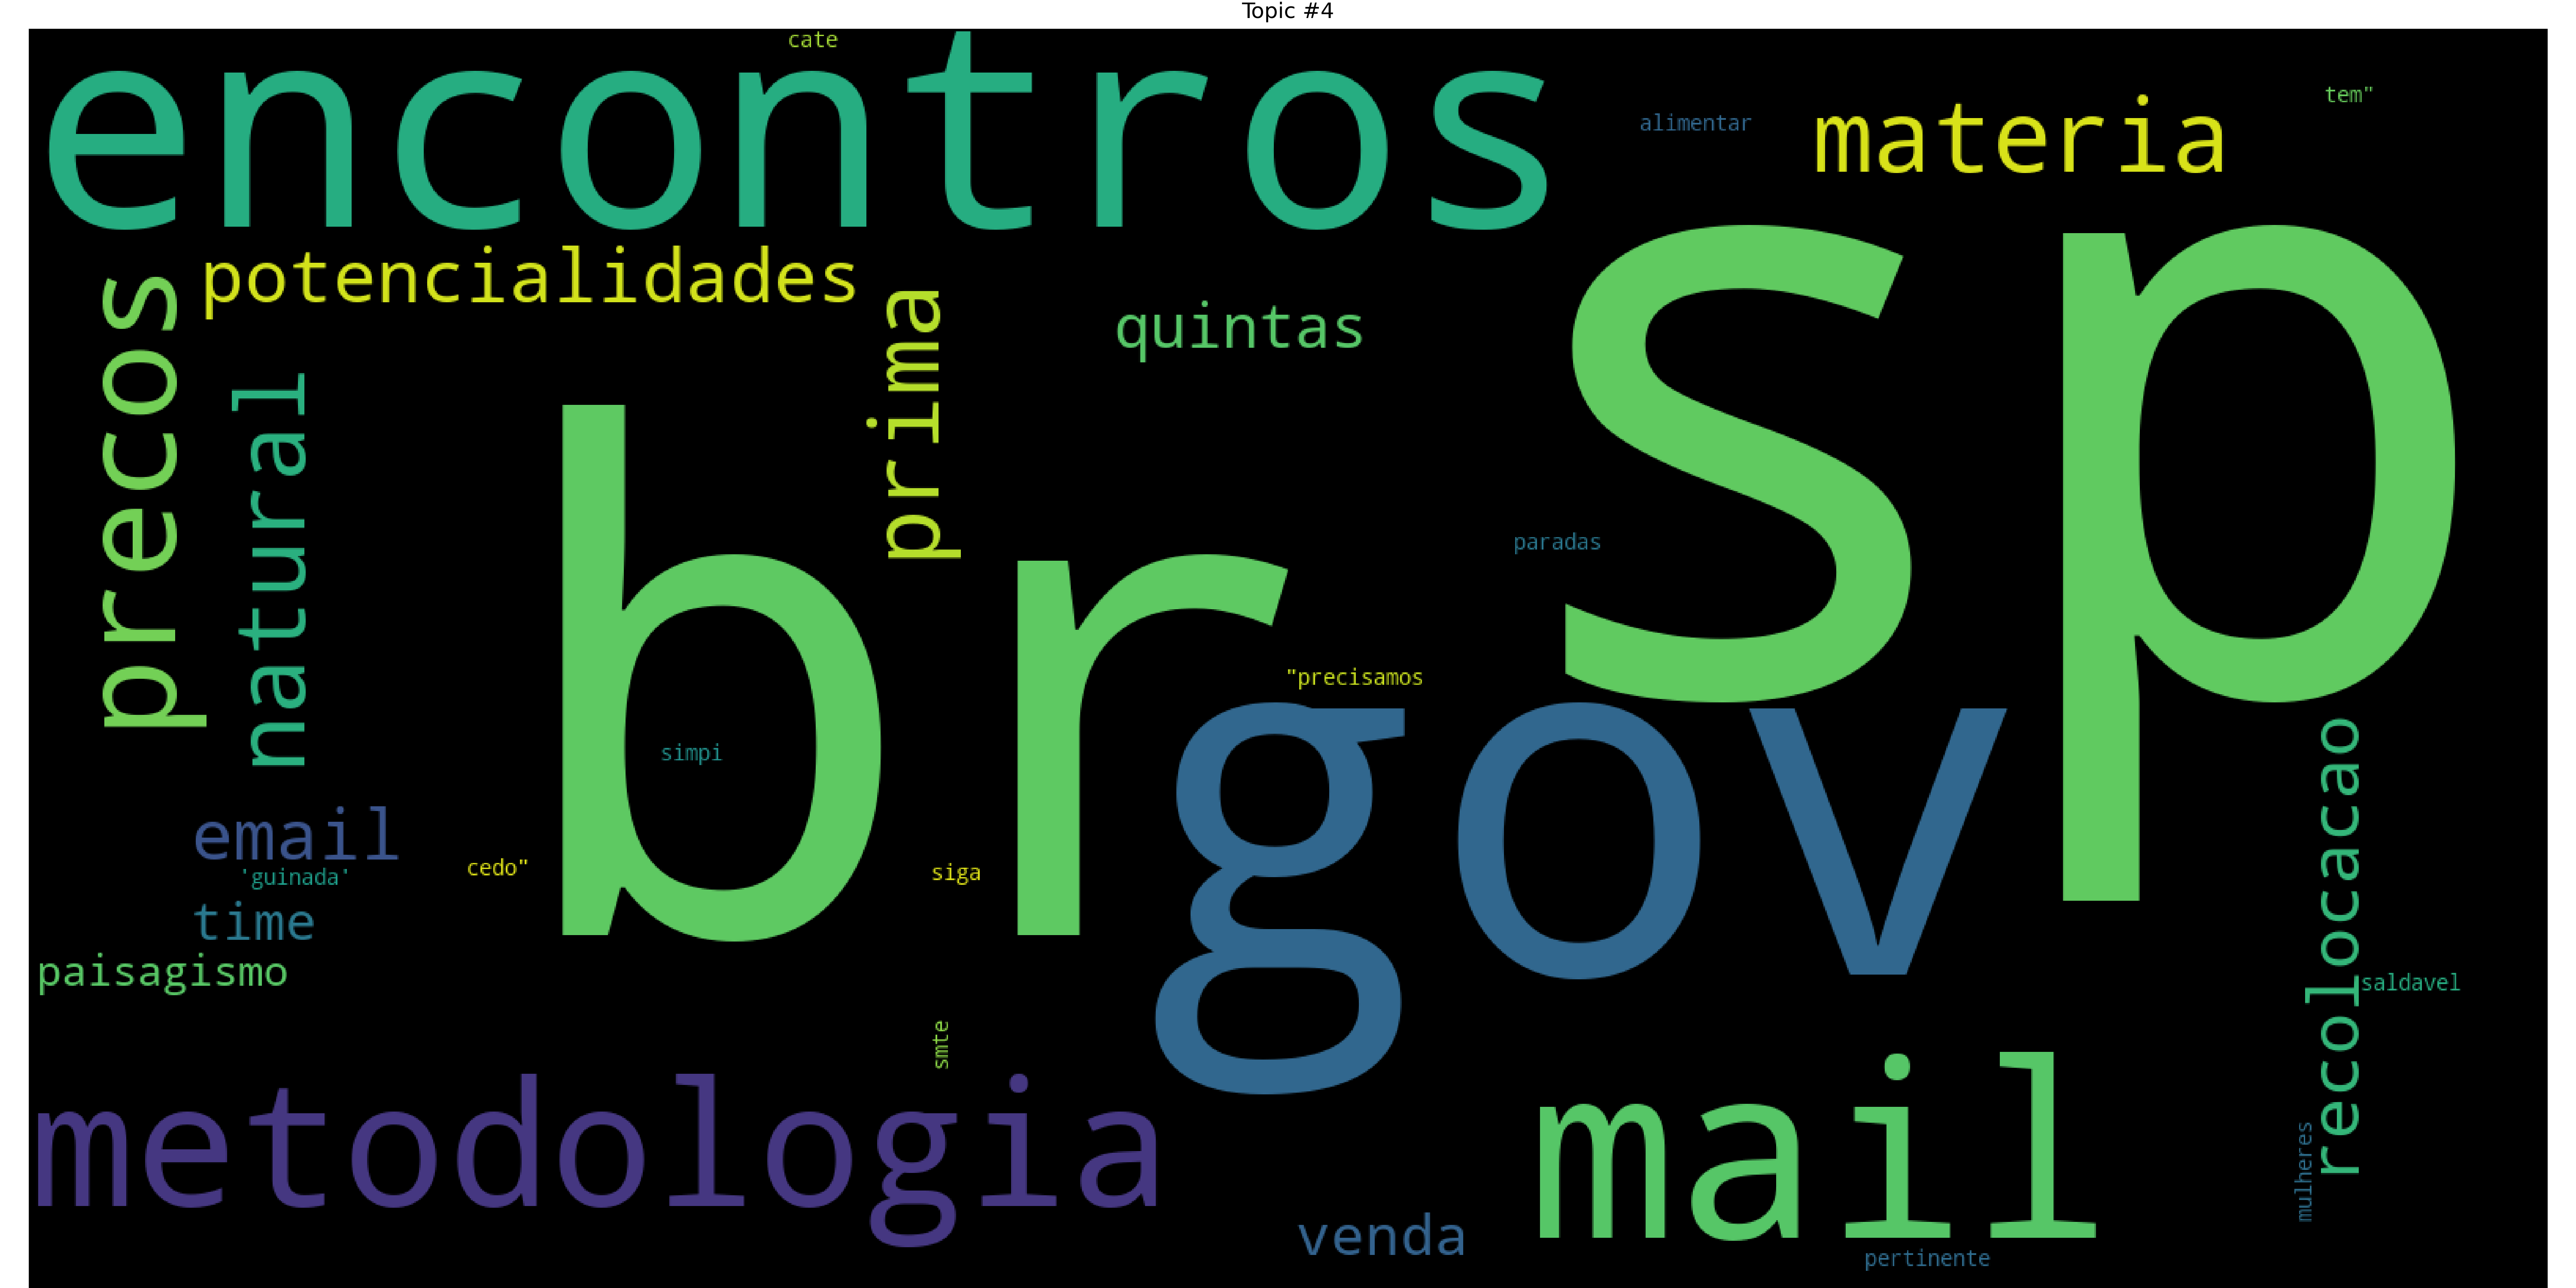 Topic #4
cate
encontros
tem"
alimentar
materia
potencialidades
precos
prima
quintas
sp
natural
br
paradas
"precisamos
simpi
gov
email
cedo"
siga
'guinada'
time
recolocacao
paisagismo
saldavel
smte
metodologia
mail
mulheres
venda
pertinente